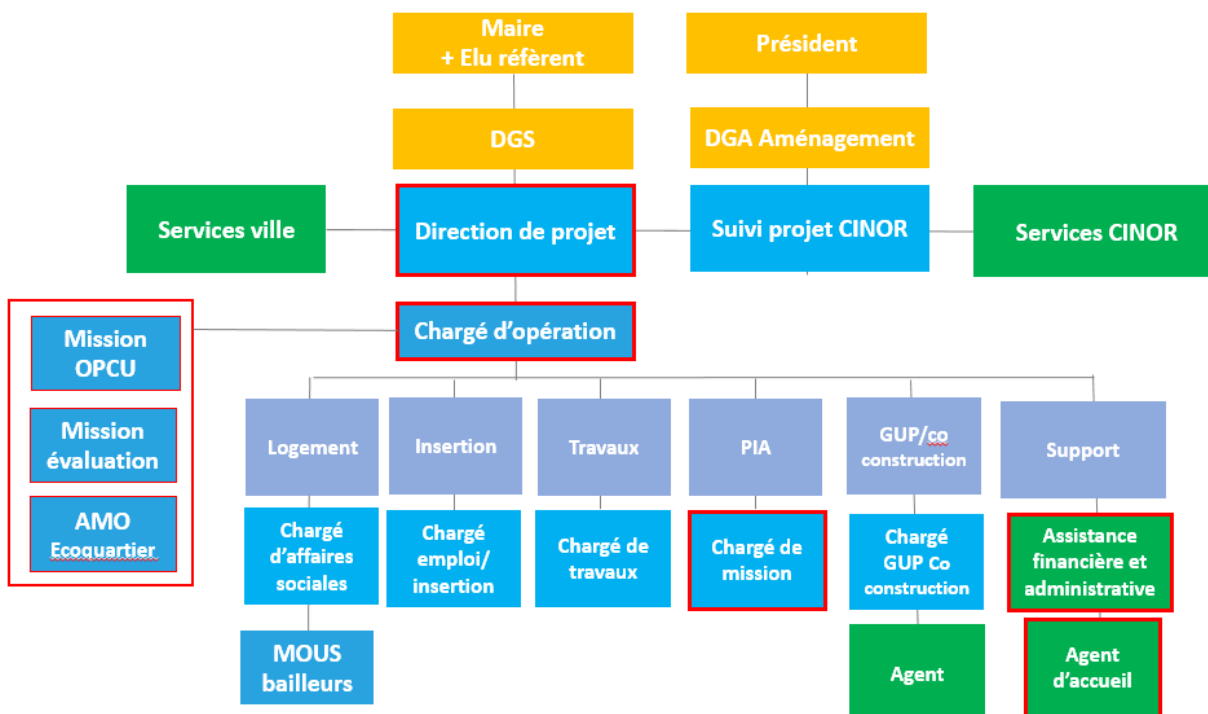 Maire
+ Elu réfèrent
Président
DGS
DGA Aménagement
Services ville
Direction de projet
Suivi projet CINOR
Services CINOR
Chargé d’opération
Mission
OPCU
Mission
évaluation
AMO
Ecoquartier
Logement
Insertion
Travaux
PIA
GUP/co
construction
Support
Chargé
d’affaires
sociales
Chargé
emploi/
insertion
Chargé de
travaux
Chargé de
mission
Chargé
GUP Co
construction
Assistance
financière et
administrative
MOUS
bailleurs
Agent
Agent
d’accueil